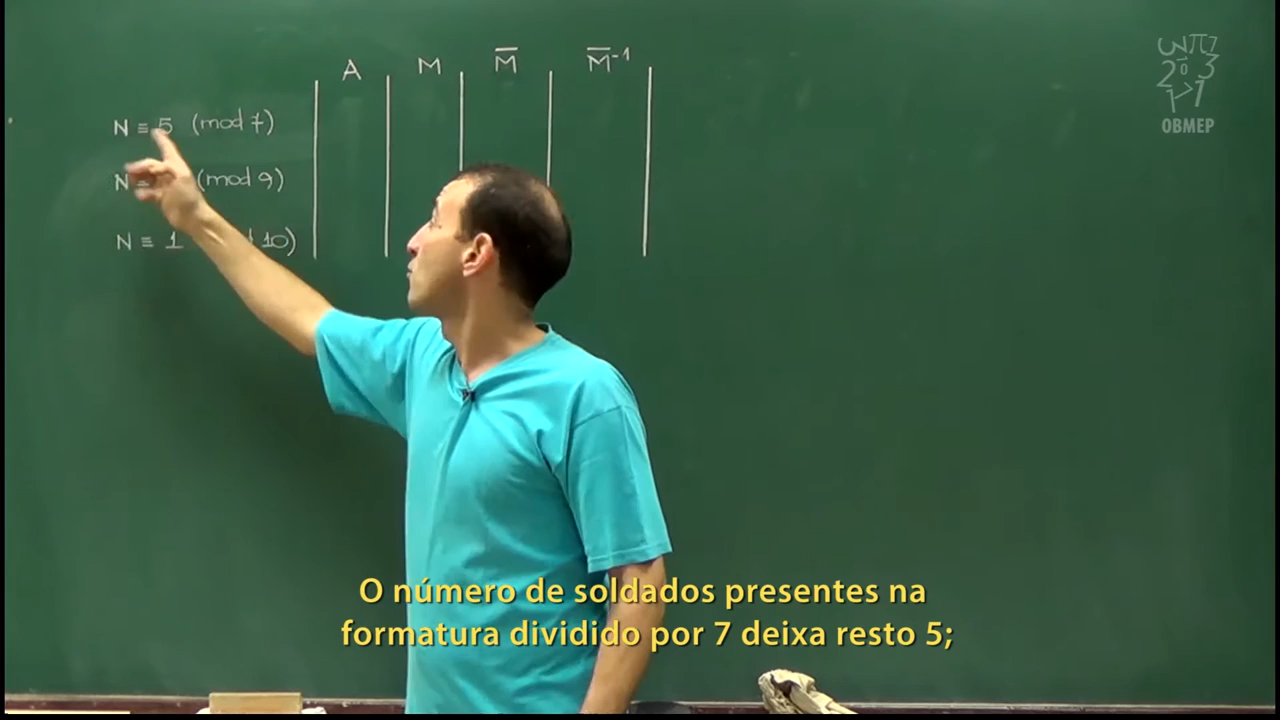 A M M̅ M̅⁻¹
N ≡ 5 (mod 7)
N ≡ (mod 9)
N ≡ 1 10)
OBMEP
O número de soldados presentes na
formatura dividido por 7 deixa resto 5;